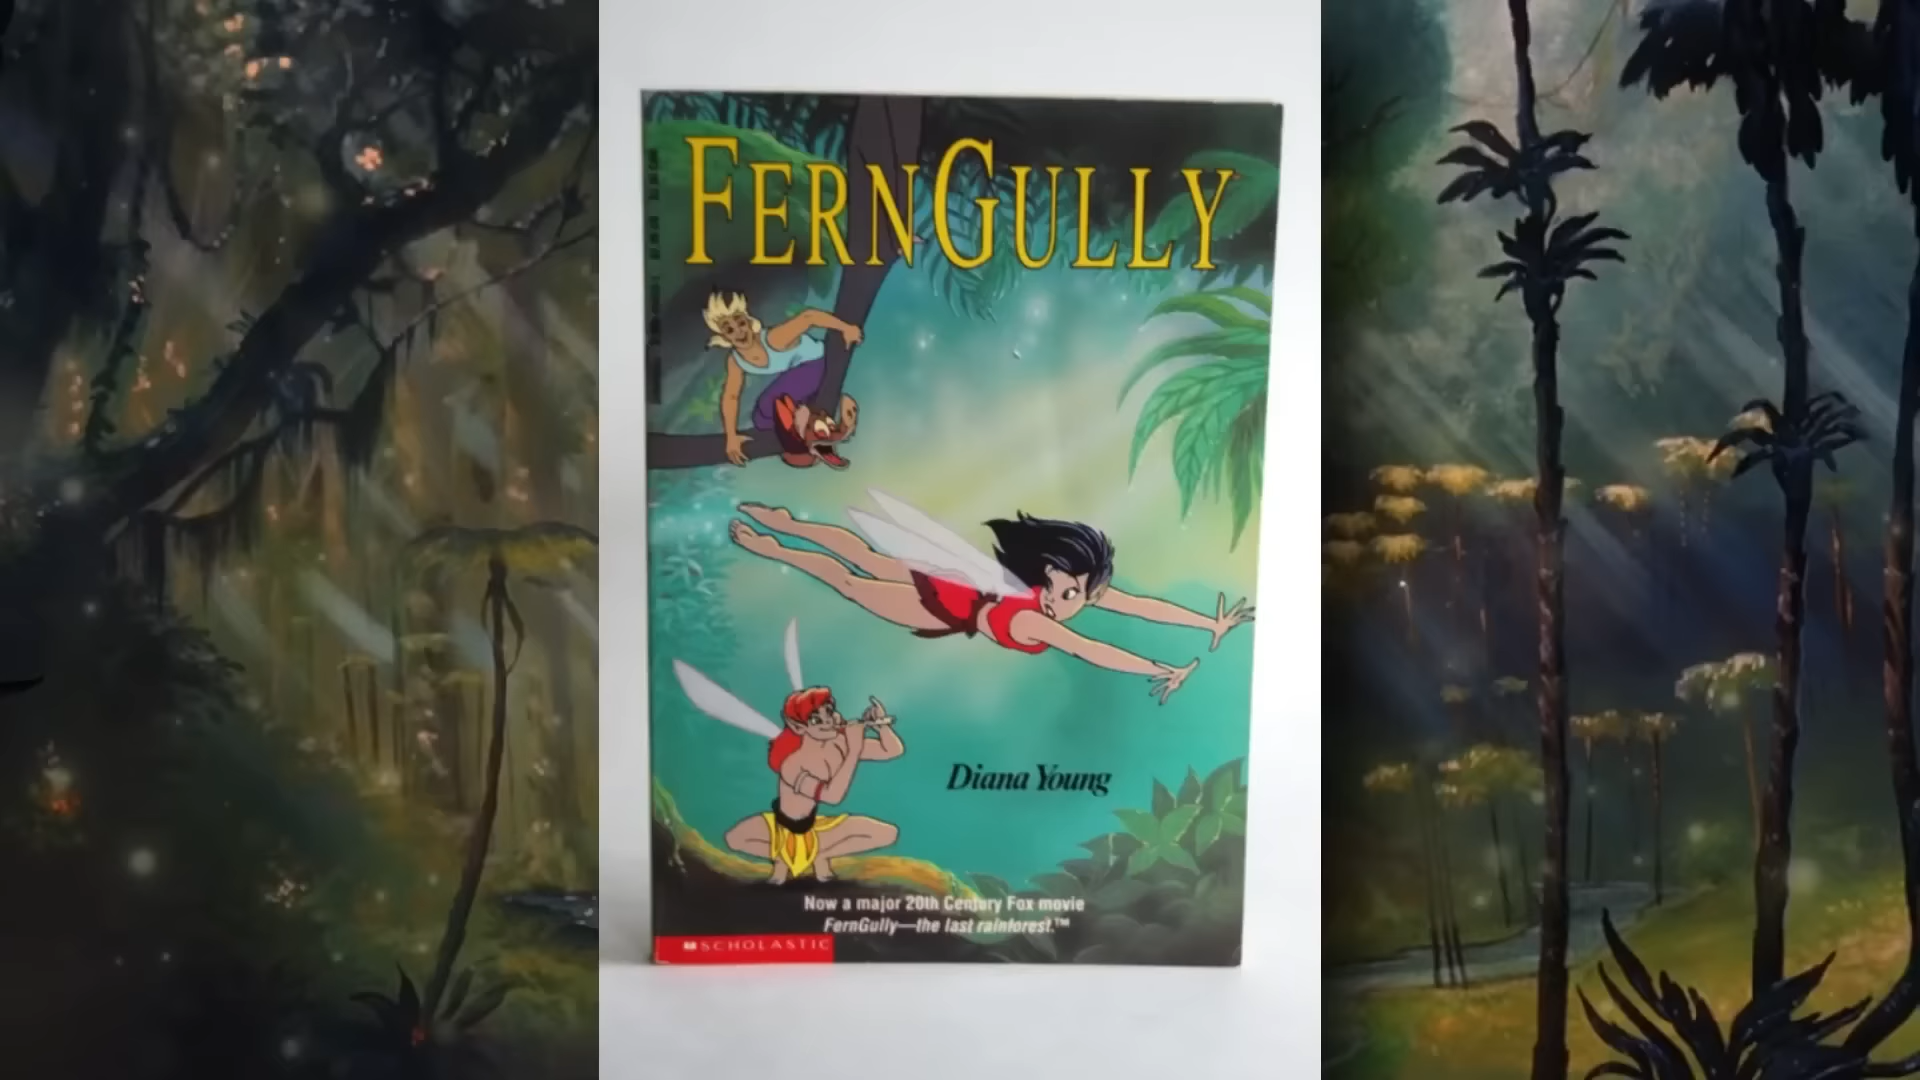 FERNGULLY
Diana Young
Now a major 20th Century Fox movie
FernGully—the last rainforest.™
SCHOLASTIC